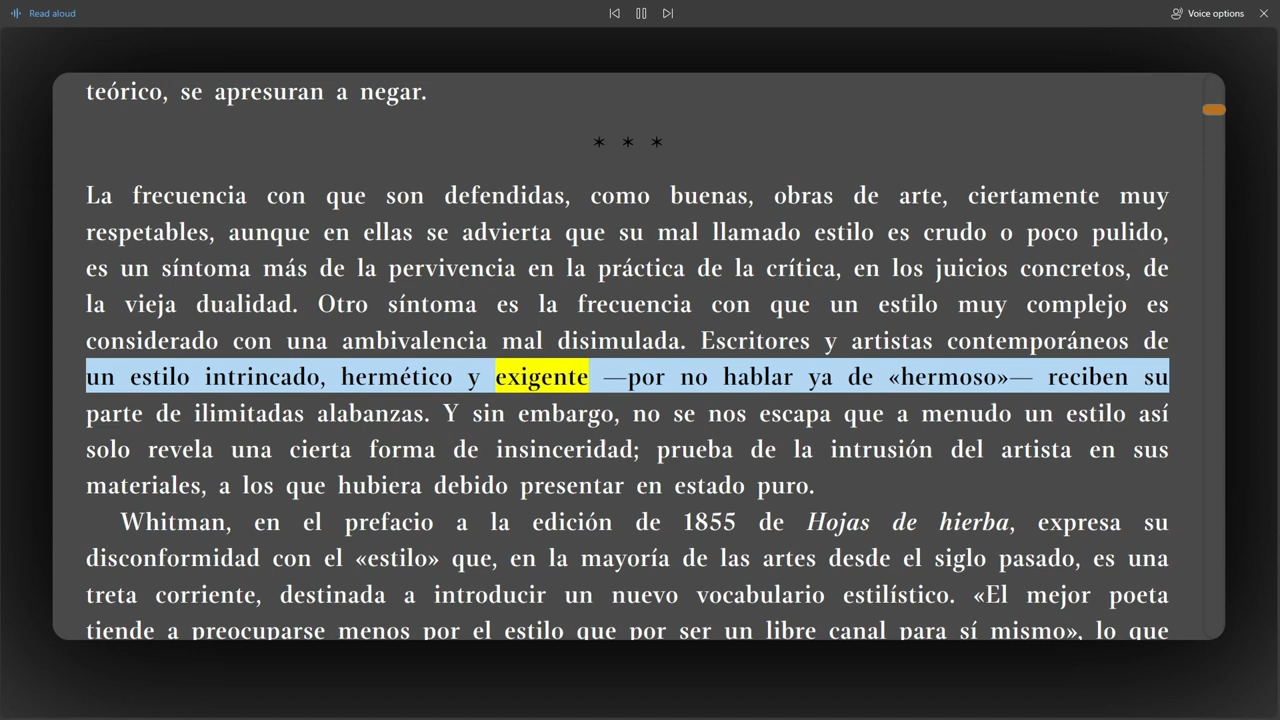 Read aloud
Voice options
teórico, se apresuran a negar.
* * *
La frecuencia con que son defendidas, como buenas, obras de arte, ciertamente muy
respetables, aunque en ellas se advierta que su mal llamado estilo es crudo o poco pulido,
es un síntoma más de la pervivencia en la práctica de la crítica, en los juicios concretos, de
la vieja dualidad. Otro síntoma es la frecuencia con que un estilo muy complejo es
considerado con una ambivalencia mal disimulada. Escritores y artistas contemporáneos de
un estilo intrincado, hermético y exigente —por no hablar ya de «hermoso»— reciben su
parte de ilimitadas alabanzas. Y sin embargo, no se nos escapa que a menudo un estilo así
solo revela una cierta forma de insinceridad; prueba de la intrusión del artista en sus
materiales, a los que hubiera debido presentar en estado puro.
Whitman, en el prefacio a la edición de 1855 de Hojas de hierba, expresa su
disconformidad con el «estilo» que, en la mayoría de las artes desde el siglo pasado, es una
treta corriente, destinada a introducir un nuevo vocabulario estilístico. «El mejor poeta
tiende a preocuparse menos por el estilo que por ser un libre canal para sí mismo», lo que